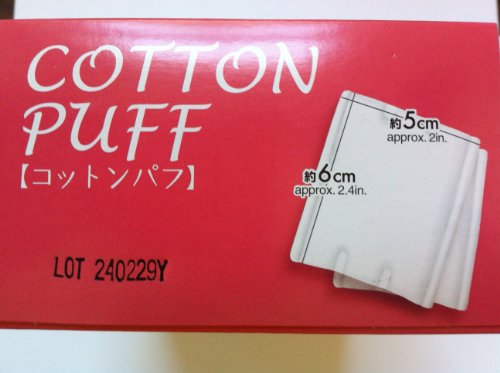 COTTON
PUFF
【コットンパフ】
約5cm
approx. 2in.
約6cm
approx. 2.4in.
LOT 240229Y